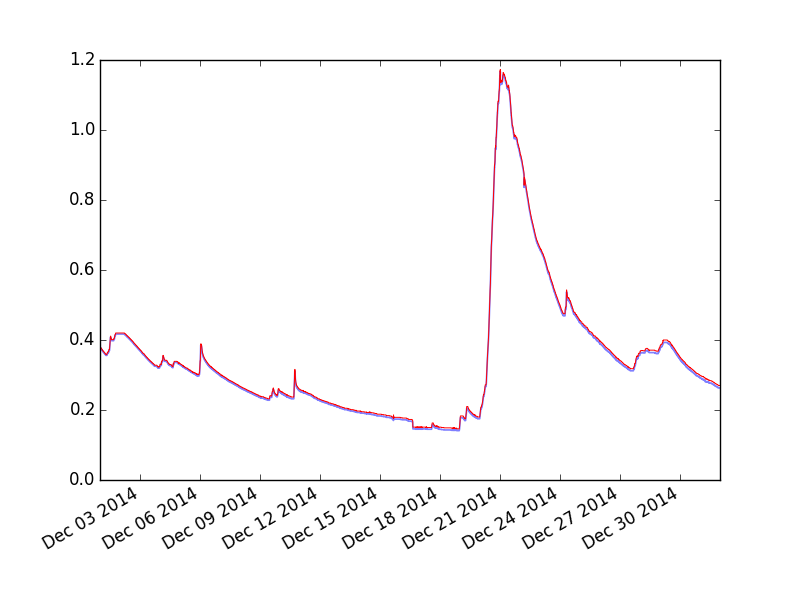 1.2
1.0
0.8
0.6
0.4
0.2
0.0
Dec 03 2014
Dec 06 2014
Dec 09 2014
Dec 12 2014
Dec 15 2014
Dec 18 2014
Dec 21 2014
Dec 24 2014
Dec 27 2014
Dec 30 2014